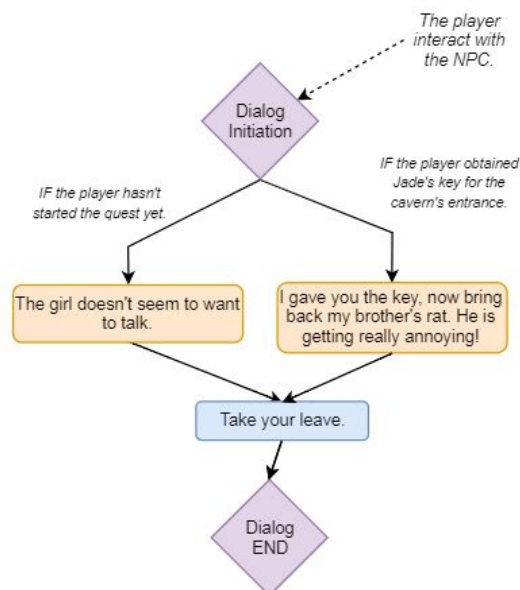 The player
interact with
the NPC.
Dialog
Initiation
IF the player hasn't
started the quest yet.
IF the player obtained
Jade's key for the
cavern's entrance.
The girl doesn't seem to want
to talk.
I gave you the key, now bring
back my brother's rat. He is
getting really annoying!
Take your leave.
Dialog
END